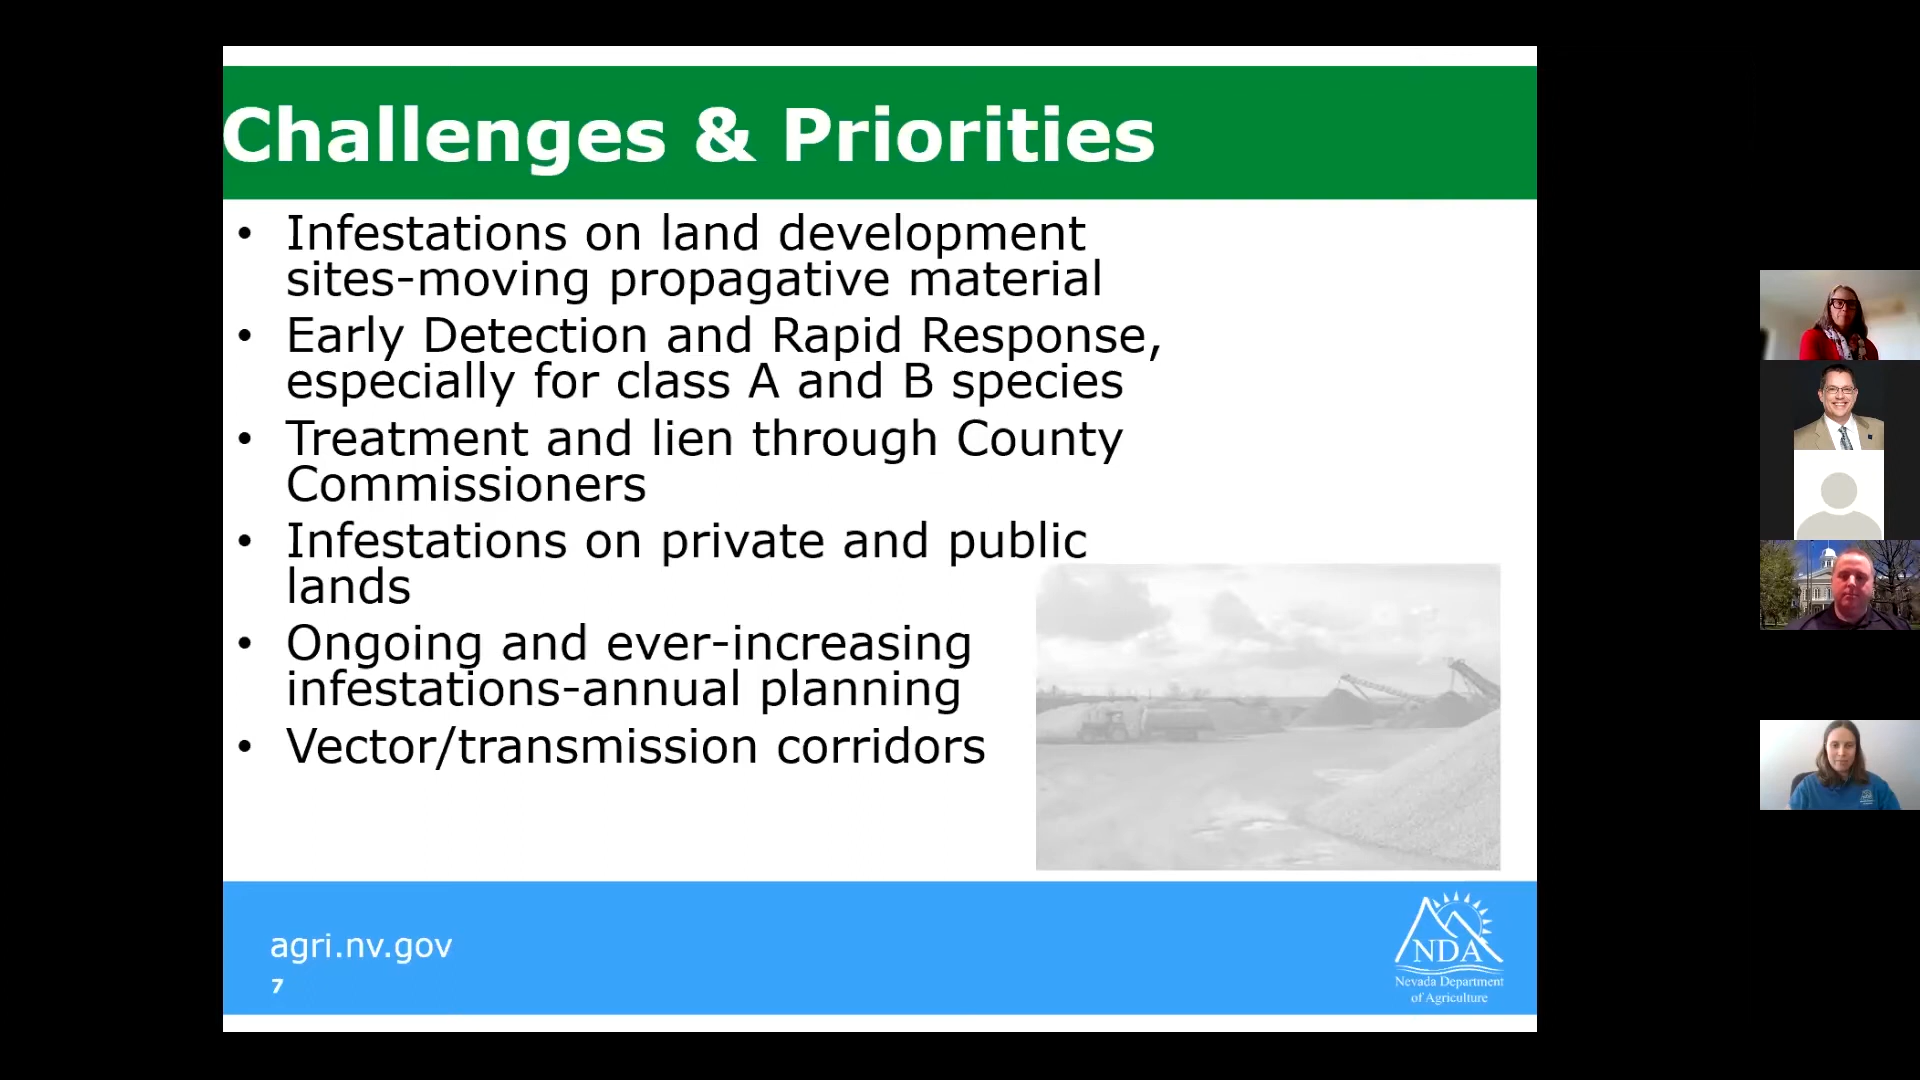 Challenges & Priorities
• Infestations on land development
sites-moving propagative material
• Early Detection and Rapid Response,
especially for class A and B species
• Treatment and lien through County
Commissioners
• Infestations on private and public
lands
• Ongoing and ever-increasing
infestations-annual planning
• Vector/transmission corridors
agri.nv.gov
7
NDA
Nevada Department
of Agriculture